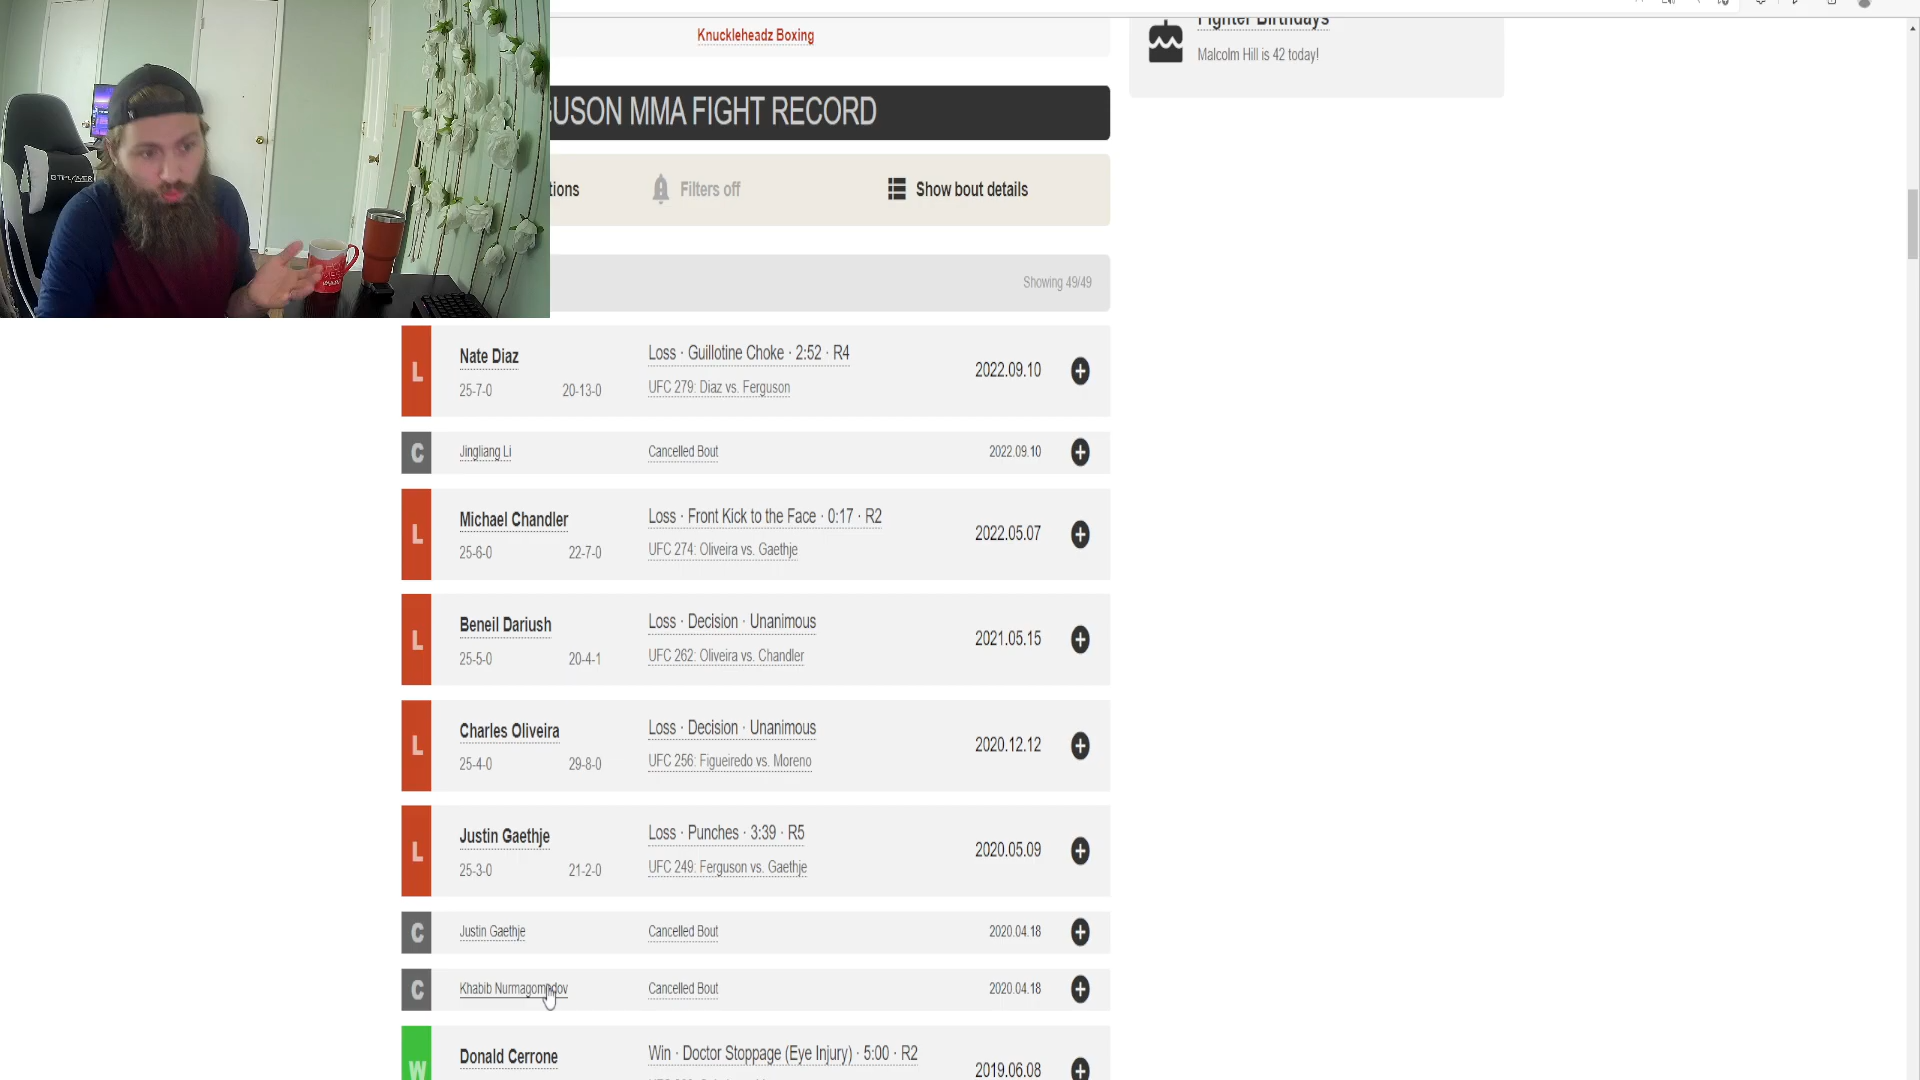 Knuckleheadz Boxing
Fighter Birthdays
Malcolm Hill is 42 today!
USON MMA FIGHT RECORD
tions
Filters off
Show bout details
Showing 49/49
L
Nate Diaz
25-7-0
20-13-0
Loss · Guillotine Choke · 2:52 · R4
UFC 279: Diaz vs. Ferguson
2022.09.10
C
Jingliang Li
Cancelled Bout
2022.09.10
L
Michael Chandler
25-6-0
22-7-0
Loss · Front Kick to the Face · 0:17 · R2
UFC 274: Oliveira vs. Gaethje
2022.05.07
L
Beneil Dariush
25-5-0
20-4-1
Loss · Decision · Unanimous
UFC 262: Oliveira vs. Chandler
2021.05.15
L
Charles Oliveira
25-4-0
29-8-0
Loss · Decision · Unanimous
UFC 256: Figueiredo vs. Moreno
2020.12.12
L
Justin Gaethje
25-3-0
21-2-0
Loss · Punches · 3:39 · R5
UFC 249: Ferguson vs. Gaethje
2020.05.09
C
Justin Gaethje
Cancelled Bout
2020.04.18
C
Khabib Nurmagomedov
Cancelled Bout
2020.04.18
W
Donald Cerrone
Win · Doctor Stoppage (Eye Injury) · 5:00 · R2
2019.06.08